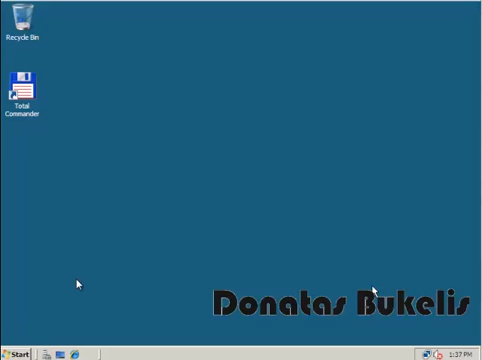 Recycle Bin
Total
Commander
Donatas Bukelis
Start
1:37 PM